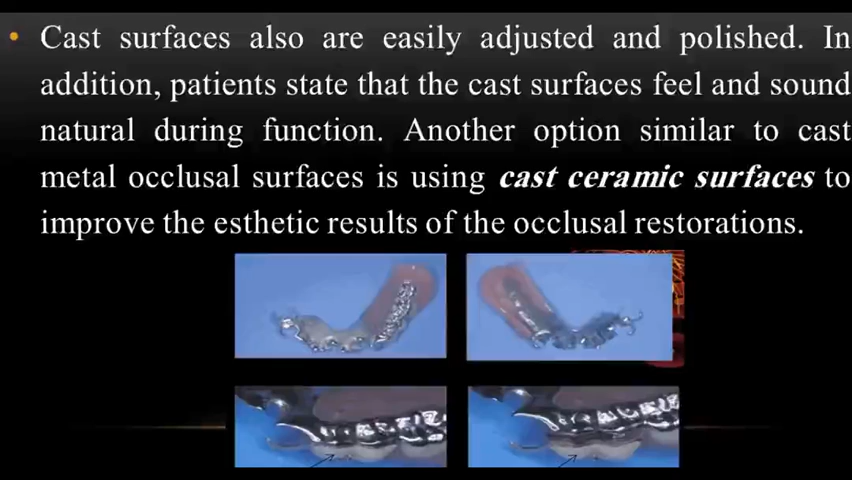 • Cast surfaces also are easily adjusted and polished. In
addition, patients state that the cast surfaces feel and sound
natural during function. Another option similar to cast
metal occlusal surfaces is using cast ceramic surfaces to
improve the esthetic results of the occlusal restorations.